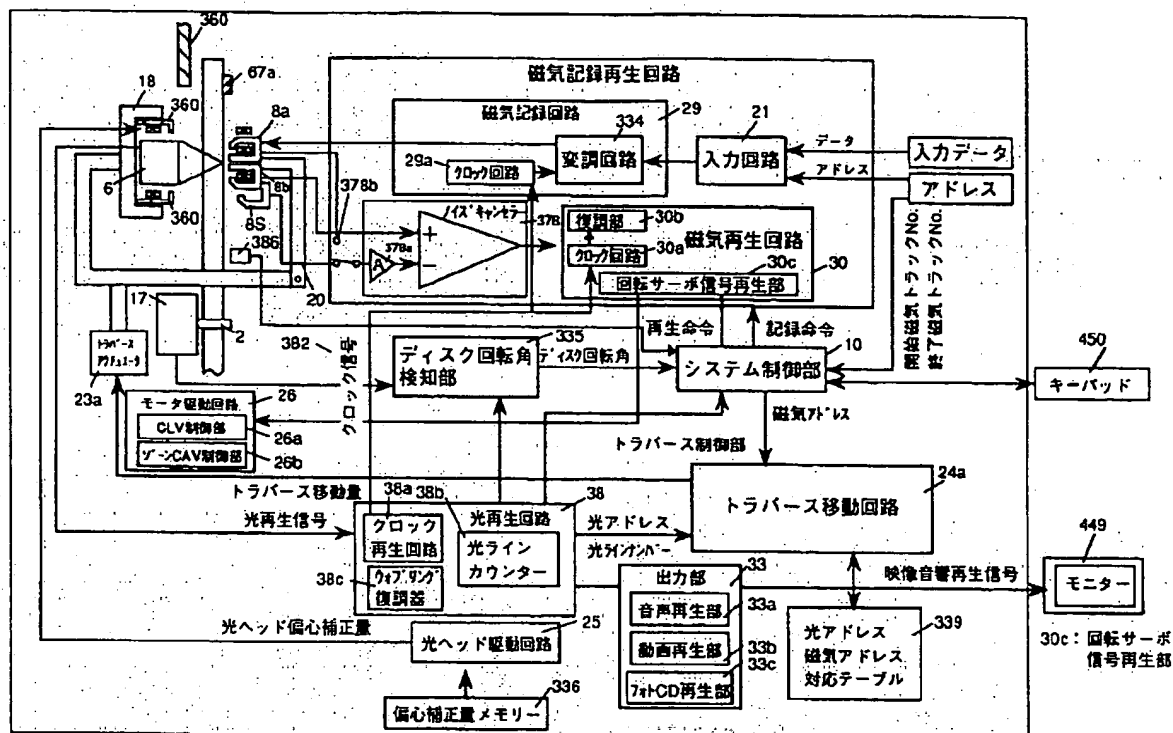 360
67a
18
360
6
360
8a
8b
8S
386
378b
20
17
2
382
磁気記録再生回路
磁気記録回路
29
334
変調回路
29a
クロック回路
21
入力回路
データ
アドレス
入力データ
アドレス
ノイズキャンセラ
378
378a
A
+
−
30b
復調部
30a
クロック回路
磁気再生回路
30c
回転サーボ信号再生部
30
再生命令
記録命令
開始磁気トラックNo.
終了磁気トラックNo.
クロック信号
335
ディスク回転角
検知部
ディスク回転角
10
システム制御部
450
キーパッド
磁気アドレス
トラバース
アクチュエータ
23a
モータ駆動回路
26
CLV制御部
26a
ゾーンCAV制御部
26b
トラバース制御部
24a
トラバース移動回路
トラバース移動量
光再生信号
38a
38b
38
光再生回路
クロック
再生回路
光ライン
カウンター
38c
ウォブリング
復調器
光アドレス
光ラインナンバー
出力部
33
音声再生部
33a
動画再生部
33b
33c
フォトCD再生部
映像音響再生信号
449
モニター
光アドレス
磁気アドレス
対応テーブル
339
光ヘッド偏心補正量
25
光ヘッド駆動回路
336
偏心補正量メモリー
30c：回転サーボ
信号再生部